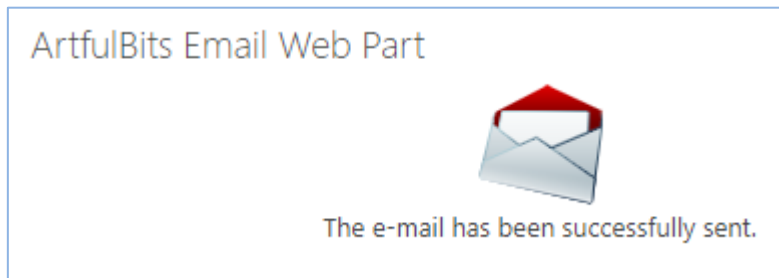 ArtfulBits Email Web Part
The e-mail has been successfully sent.